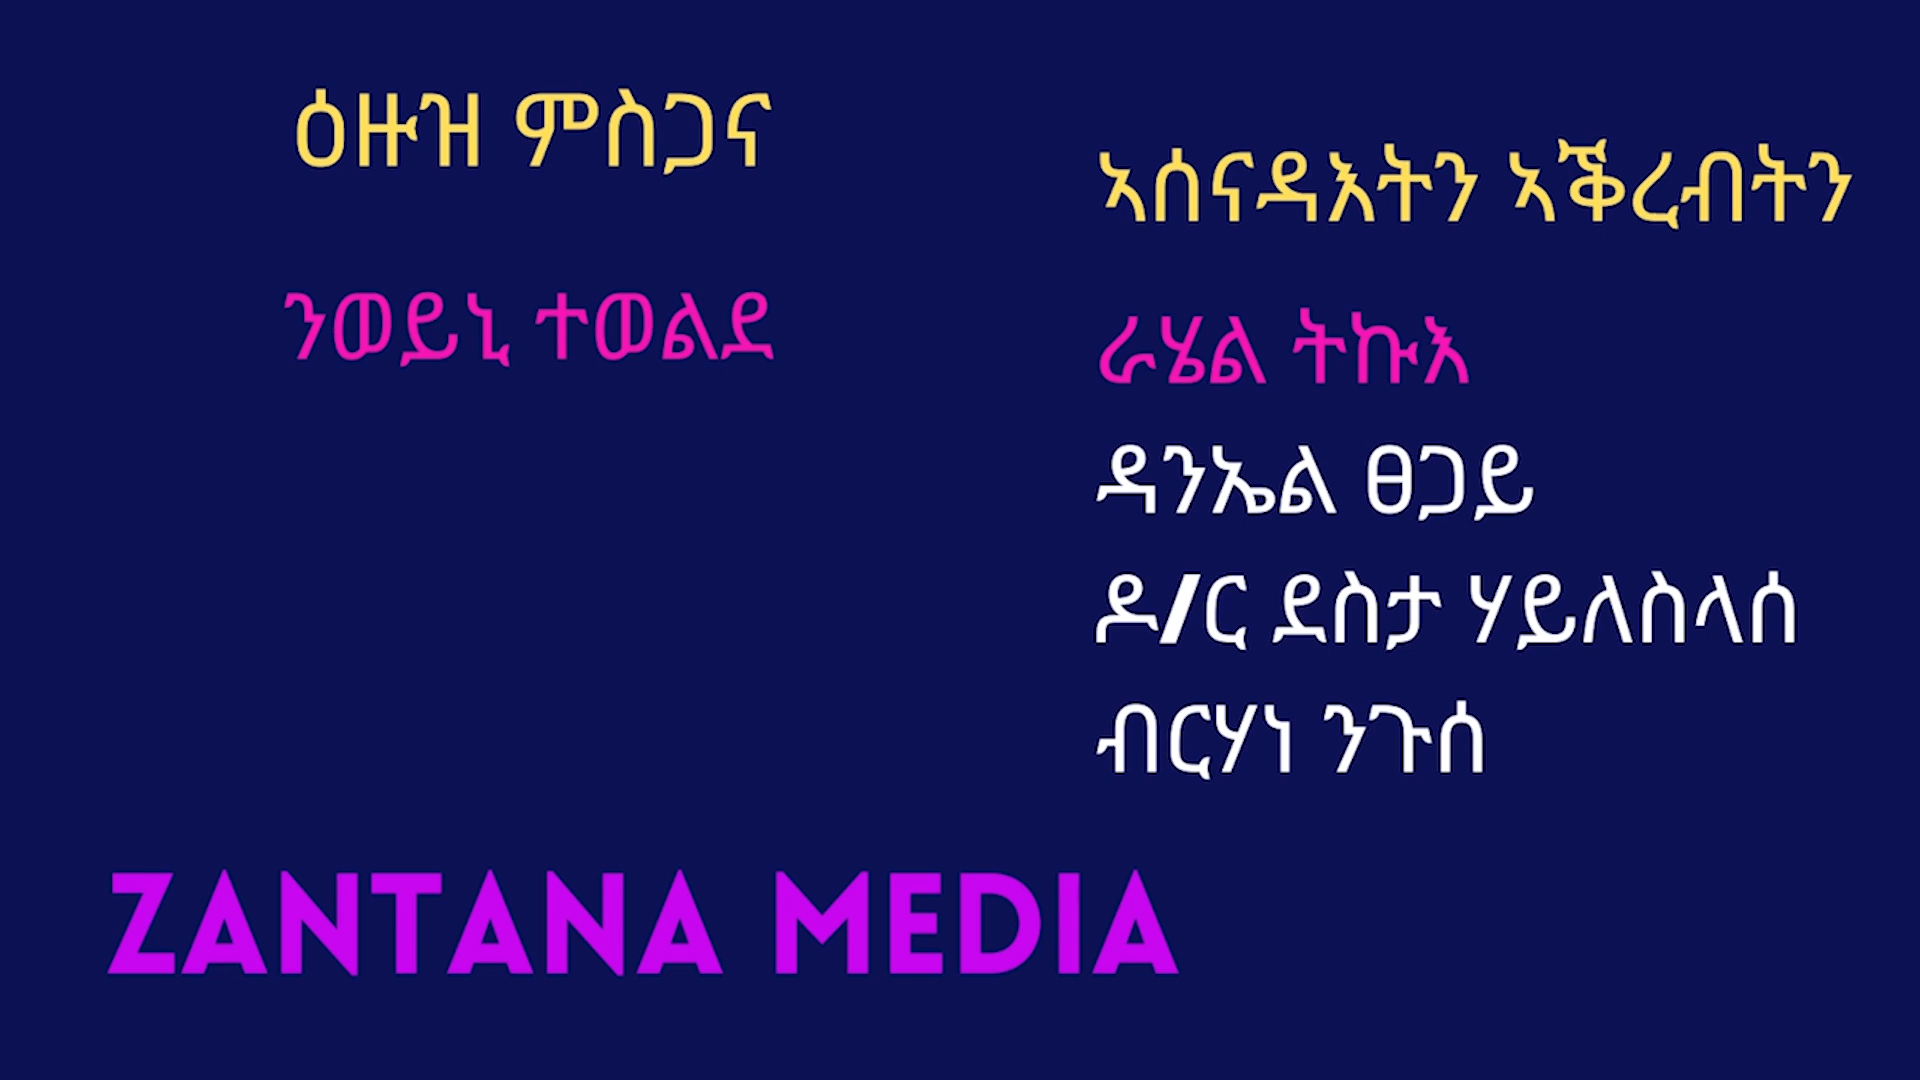 ዕዙዝ ምስጋና
ንወይኒ ተወልደ
ኣሰናዳእትን ኣቕረብትን
ራሄል ትኩእ
ዳንኤል ፀጋይ
ዶ/ር ደስታ ሃይለስላሰ
ብርሃነ ንጉሰ
ZANTANA MEDIA